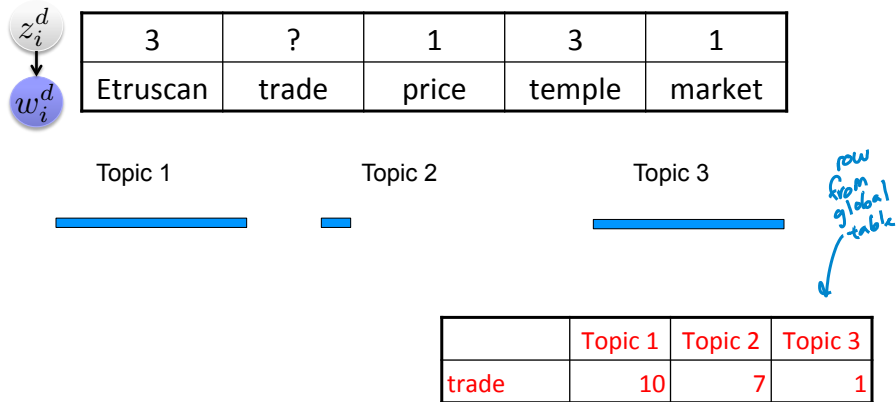 z_i^d
3 ? 1 3 1
w_i^d
Etruscan trade price temple market
Topic 1 Topic 2 Topic 3
row
from
global
table
Topic 1 Topic 2 Topic 3
trade 10 7 1